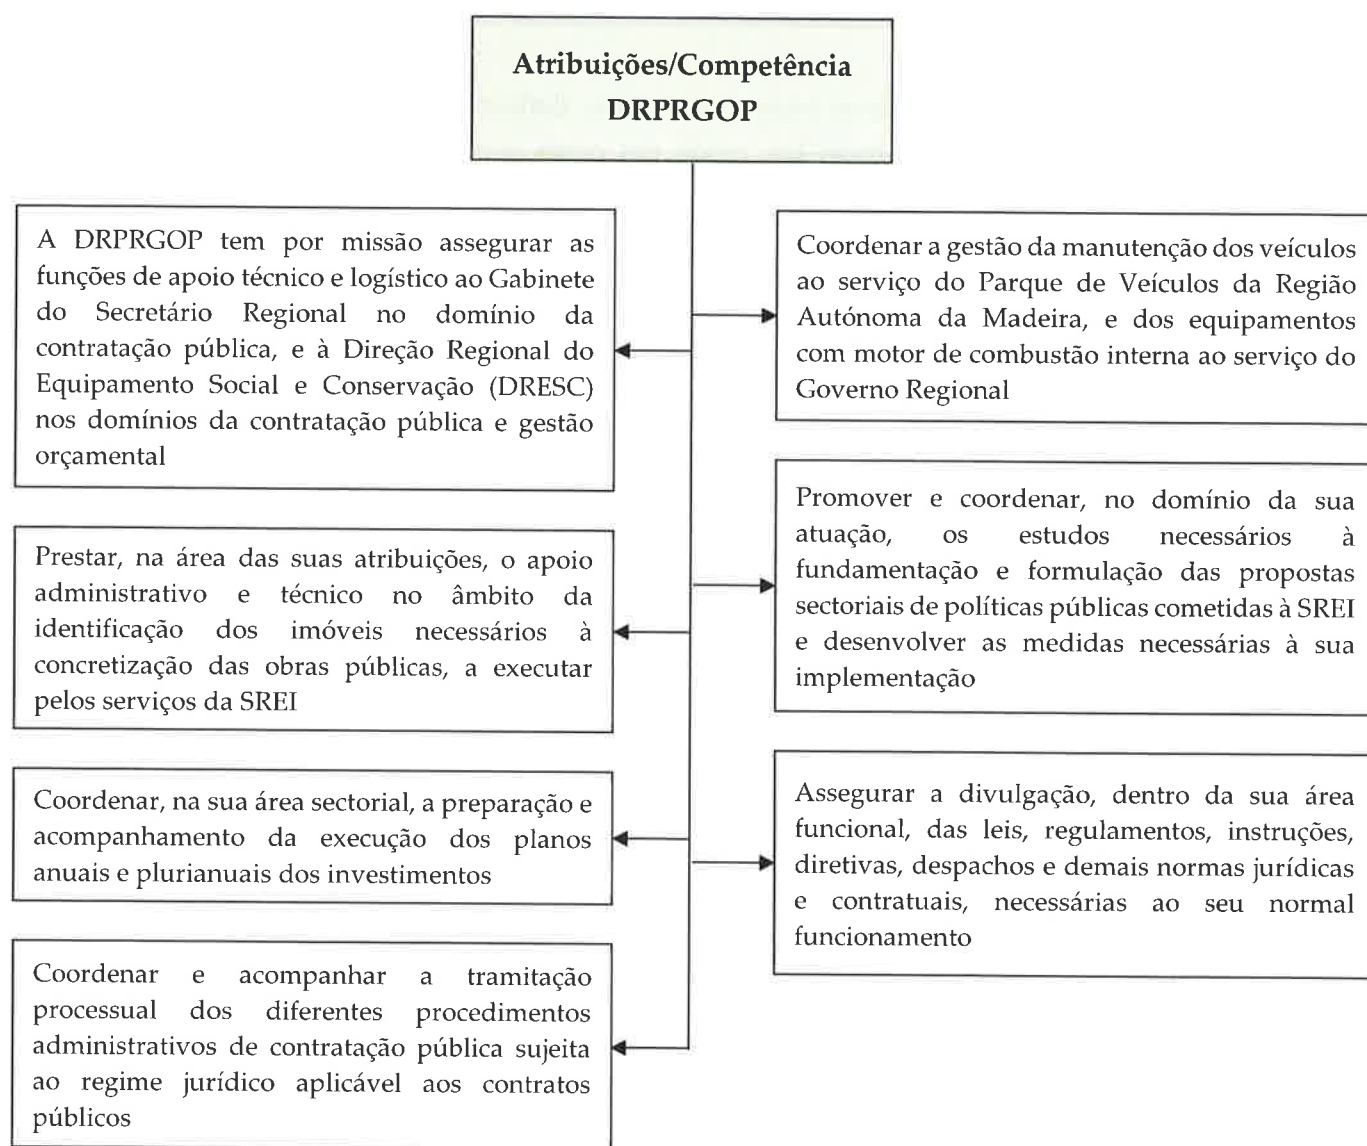 Atribuições/Competência
DRPRGOP
A DRPRGOP tem por missão assegurar as
funções de apoio técnico e logístico ao Gabinete
do Secretário Regional no domínio da
contratação pública, e à Direção Regional do
Equipamento Social e Conservação (DRESC)
nos domínios da contratação pública e gestão
orçamental
Prestar, na área das suas atribuições, o apoio
administrativo e técnico no âmbito da
identificação dos imóveis necessários à
concretização das obras públicas, a executar
pelos serviços da SREI
Coordenar, na sua área sectorial, a preparação e
acompanhamento da execução dos planos
anuais e plurianuais dos investimentos
Coordenar e acompanhar a tramitação
processual dos diferentes procedimentos
administrativos de contratação pública sujeita
ao regime jurídico aplicável aos contratos
públicos
Coordenar a gestão da manutenção dos veículos
ao serviço do Parque de Veículos da Região
Autónoma da Madeira, e dos equipamentos
com motor de combustão interna ao serviço do
Governo Regional
Promover e coordenar, no domínio da sua
atuação, os estudos necessários à
fundamentação e formulação das propostas
sectoriais de políticas públicas cometidas à SREI
e desenvolver as medidas necessárias à sua
implementação
Assegurar a divulgação, dentro da sua área
funcional, das leis, regulamentos, instruções,
diretivas, despachos e demais normas jurídicas
e contratuais, necessárias ao seu normal
funcionamento